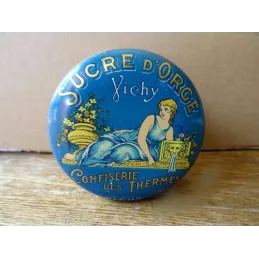 SUCRE D'ORGE
Vichy
CONFISERIE
DES THERMES